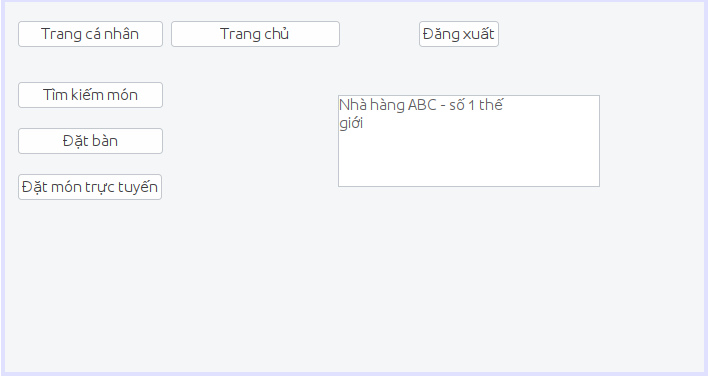 Trang cá nhân
Trang chủ
Đăng xuất
Tìm kiếm món
Đặt bàn
Đặt món trực tuyến
Nhà hàng ABC - số 1 thế
giới